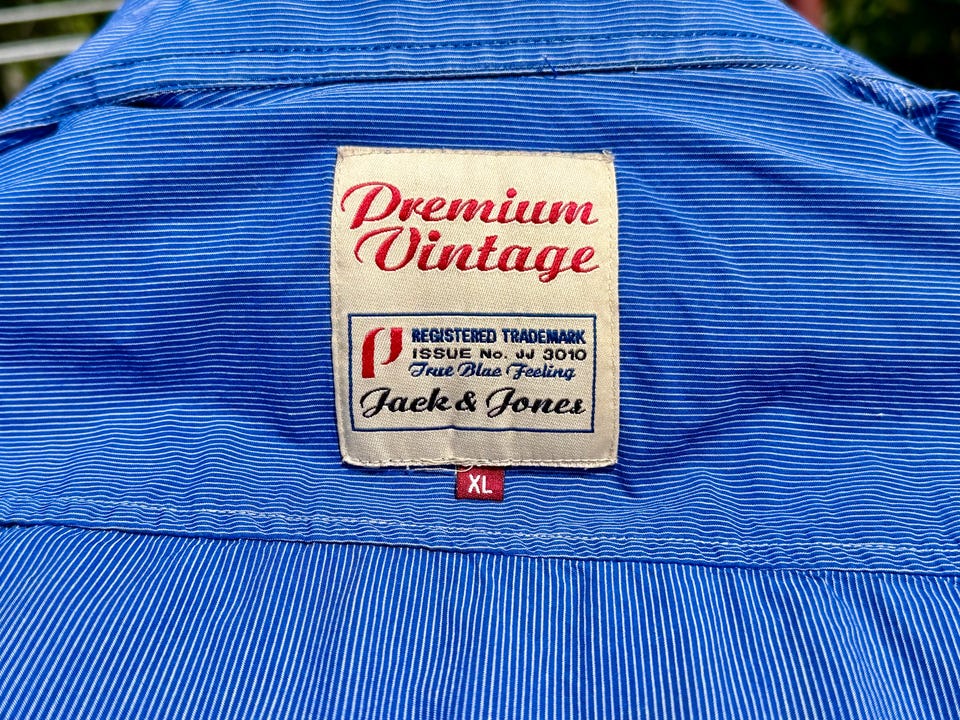 Premium
Vintage
REGISTERED TRADEMARK
ISSUE No. JJ 3010
True Blue Feeling
Jack & Jones
XL